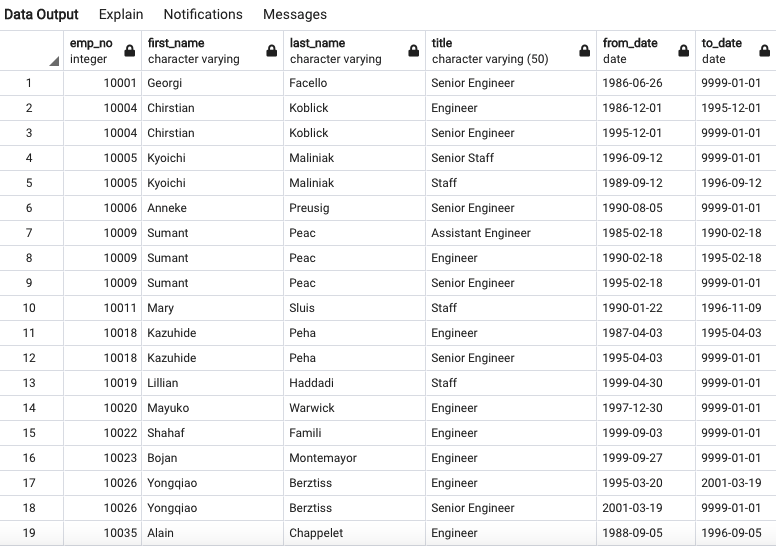 Data Output Explain Notifications Messages
emp_no first_name last_name title from_date to_date
integer character varying character varying character varying (50) date date
1 10001 Georgi Facello Senior Engineer 1986-06-26 9999-01-01
2 10004 Chirstian Koblick Engineer 1986-12-01 1995-12-01
3 10004 Chirstian Koblick Senior Engineer 1995-12-01 9999-01-01
4 10005 Kyoichi Maliniak Senior Staff 1996-09-12 9999-01-01
5 10005 Kyoichi Maliniak Staff 1989-09-12 1996-09-12
6 10006 Anneke Preusig Senior Engineer 1990-08-05 9999-01-01
7 10009 Sumant Peac Assistant Engineer 1985-02-18 1990-02-18
8 10009 Sumant Peac Engineer 1990-02-18 1995-02-18
9 10009 Sumant Peac Senior Engineer 1995-02-18 9999-01-01
10 10011 Mary Sluis Staff 1990-01-22 1996-11-09
11 10018 Kazuhide Peha Engineer 1987-04-03 1995-04-03
12 10018 Kazuhide Peha Senior Engineer 1995-04-03 9999-01-01
13 10019 Lillian Haddadi Staff 1999-04-30 9999-01-01
14 10020 Mayuko Warwick Engineer 1997-12-30 9999-01-01
15 10022 Shahaf Famili Engineer 1999-09-03 9999-01-01
16 10023 Bojan Montemayor Engineer 1999-09-27 9999-01-01
17 10026 Yongqiao Berztiss Engineer 1995-03-20 2001-03-19
18 10026 Yongqiao Berztiss Senior Engineer 2001-03-19 9999-01-01
19 10035 Alain Chappelet Engineer 1988-09-05 1996-09-05